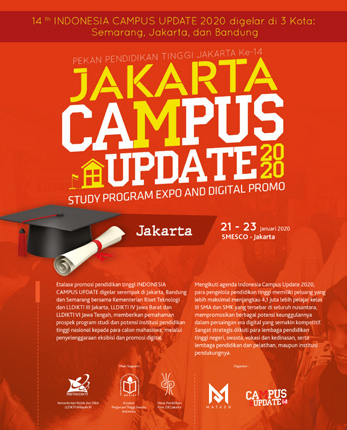 14 th INDONESIA CAMPUS UPDATE 2020 digelar di 3 Kota:
Semarang, Jakarta, dan Bandung
PEKAN PENDIDIKAN TINGGI JAKARTA Ke-14
JAKARTA
CAMPUS
UPDATE 2020
STUDY PROGRAM EXPO AND DIGITAL PROMO
Jakarta
21 - 23 Januari 2020
SMESCO - Jakarta
Etalase promosi pendidikan tinggi INDONESIA
CAMPUS UPDATE digelar serempak di Jakarta, Bandung
dan Semarang bersama Kementerian Riset Teknologi
dan LLDIKTI III Jakarta, LLDIKTI IV Jawa Barat dan
LLDIKTI VI Jawa Tengah, memberikan pemahaman
prospek program studi dan potensi institusi pendidikan
tinggi nasional kepada para calon mahasiswa, melalui
penyelenggaraan eksibisi dan promosi digital.
Mengikuti agenda Indonesia Campus Update 2020,
para pengelola pendidikan tinggi memiliki peluang yang
lebih maksimal menjangkau 4,1 juta lebih pelajar kelas
III SMA dan SMK yang tersebar di seluruh nusantara,
mempromosikan berbagai potensi keunggulannya
dalam persaingan era digital yang semakin kompetitif.
Sangat strategis diikuti para lembaga pendidikan
tinggi negeri, swasta, vokasi dan kedinasan, serta
lembaga pendidikan dan pelatihan, maupun institusi
pendukungnya.
MATAZO
CAMPUS
UPDATE